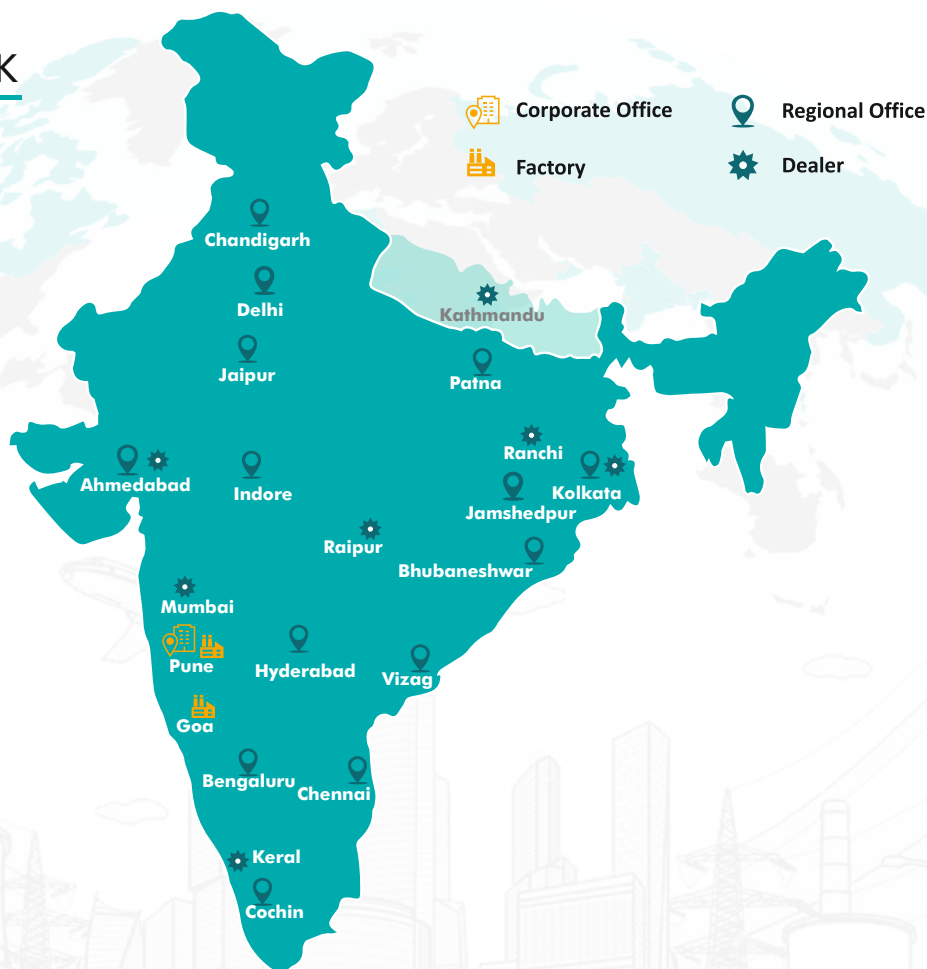 K
Corporate Office
Regional Office
Factory
Dealer
Chandigarh
Delhi
Kathmandu
Jaipur
Patna
Ranchi
Ahmedabad
Indore
Kolkata
Jamshedpur
Raipur
Bhubaneshwar
Mumbai
Pune
Hyderabad
Vizag
Goa
Bengaluru
Chennai
Keral
Cochin